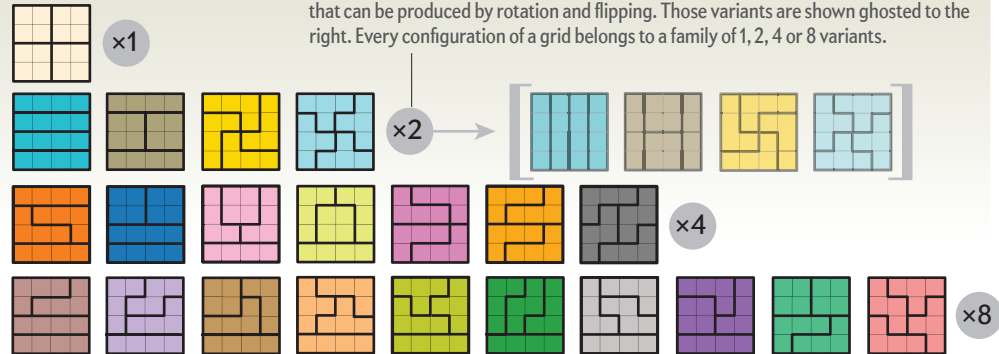 that can be produced by rotation and flipping. Those variants are shown ghosted to the
right. Every configuration of a grid belongs to a family of 1, 2, 4 or 8 variants.
×1
×2
×4
×8